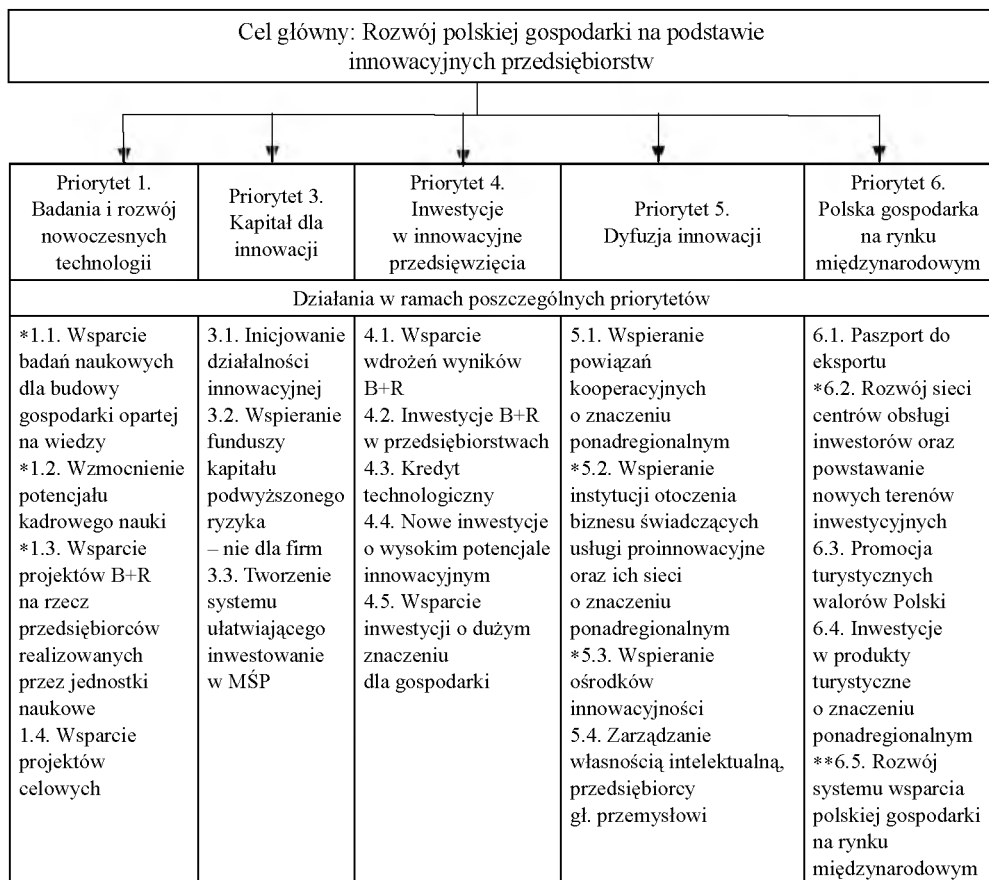 Cel główny: Rozwój polskiej gospodarki na podstawie
innowacyjnych przedsiębiorstw
Priorytet 1.
Badania i rozwój
nowoczesnych
technologii
Priorytet 3.
Kapitał dla
innowacji
Priorytet 4.
Inwestycje
w innowacyjne
przedsięwzięcia
Priorytet 5.
Dyfuzja innowacji
Priorytet 6.
Polska gospodarka
na rynku
międzynarodowym
Działania w ramach poszczególnych priorytetów
*1.1. Wsparcie
badań naukowych
dla budowy
gospodarki opartej
na wiedzy
*1.2. Wzmocnienie
potencjału
kadrowego nauki
*1.3. Wsparcie
projektów B+R
na rzecz
przedsiębiorców
realizowanych
przez jednostki
naukowe
1.4. Wsparcie
projektów
celowych
3.1. Inicjowanie
działalności
innowacyjnej
3.2. Wspieranie
funduszy
kapitału
podwyższonego
ryzyka
– nie dla firm
3.3. Tworzenie
systemu
ułatwiającego
inwestowanie
w MŚP
4.1. Wsparcie
wdrożeń wyników
B+R
4.2. Inwestycje B+R
w przedsiębiorstwach
4.3. Kredyt
technologiczny
4.4. Nowe inwestycje
o wysokim potencjale
innowacyjnym
4.5. Wsparcie
inwestycji o dużym
znaczeniu
dla gospodarki
5.1. Wspieranie
powiązań
kooperacyjnych
o znaczeniu
ponadregionalnym
*5.2. Wspieranie
instytucji otoczenia
biznesu świadczących
usługi proinnowacyjne
oraz ich sieci
o znaczeniu
ponadregionalnym
*5.3. Wspieranie
ośrodków
innowacyjności
5.4. Zarządzanie
własnością intelektualną,
przedsiębiorcy
gł. przemysłowi
6.1. Paszport do
eksportu
*6.2. Rozwój sieci
centrów obsługi
inwestorów oraz
powstawanie
nowych terenów
inwestycyjnych
6.3. Promocja
turystycznych
walorów Polski
6.4. Inwestycje
w produkty
turystyczne
o znaczeniu
ponadregionalnym
**6.5. Rozwój
systemu wsparcia
polskiej gospodarki
na rynku
międzynarodowym